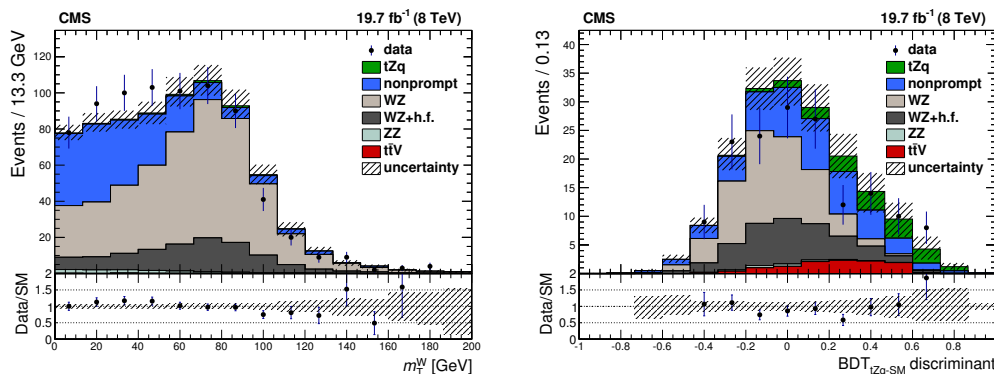 CMS 19.7 fb⁻¹ (8 TeV)
Events / 13.3 GeV
120
100
80
60
40
20
data
tZq
nonprompt
WZ
WZ+h.f.
ZZ
tt̄V
uncertainty
Data/SM
2
1.5
1
0.5
0 20 40 60 80 100 120 140 160 180 200
m_T^W [GeV]
CMS 19.7 fb⁻¹ (8 TeV)
Events / 0.13
40
35
30
25
20
15
10
5
data
tZq
nonprompt
WZ
WZ+h.f.
ZZ
tt̄V
uncertainty
Data/SM
2
1.5
1
0.5
-1 -0.8 -0.6 -0.4 -0.2 0 0.2 0.4 0.6 0.8 1
BDT_tZq-SM discriminant